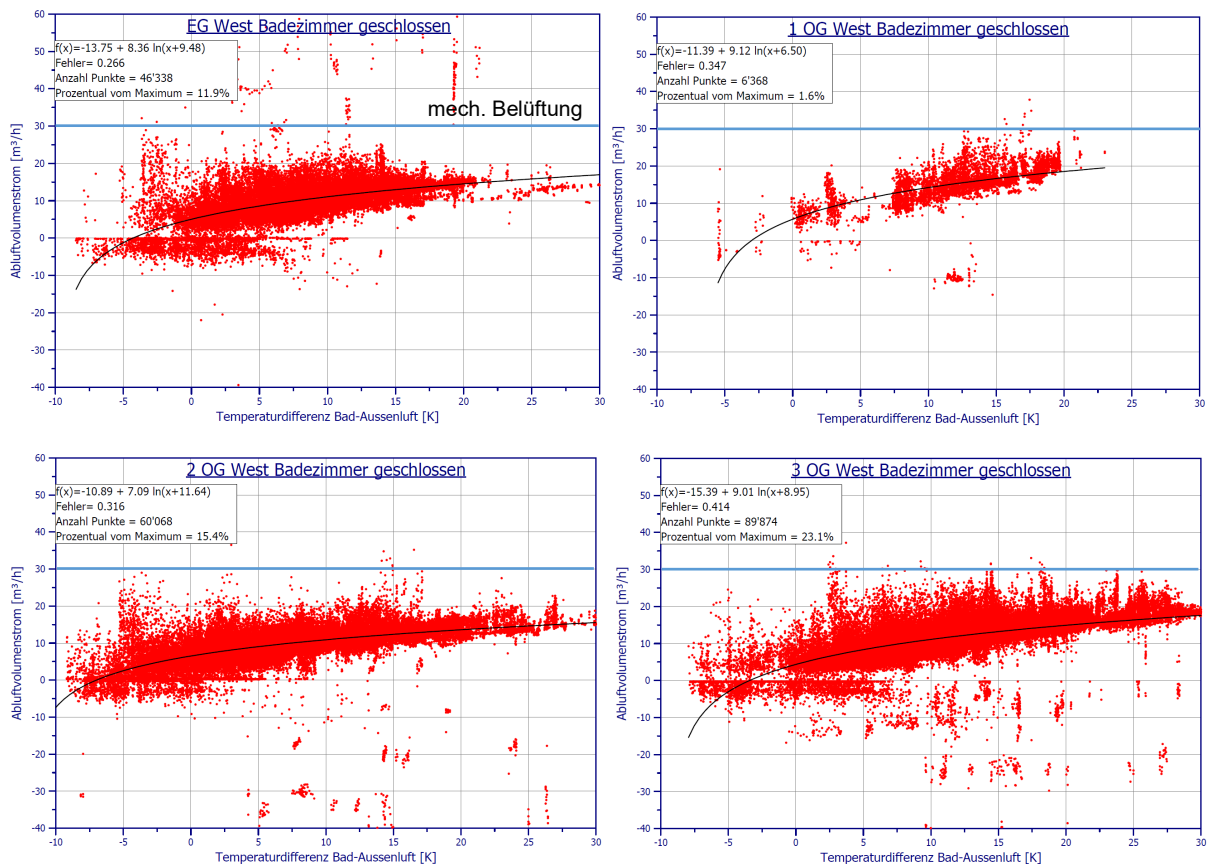 EG West Badezimmer geschlossen
f(x)=-13.75 + 8.36 ln(x+9.48)
Fehler= 0.266
Anzahl Punkte = 46'338
Prozentual vom Maximum = 11.9%
mech. Belüftung
Abluftvolumenstrom [m³/h]
60
50
40
30
20
10
0
-10
-20
-30
-40
-10 -5 0 5 10 15 20 25 30
Temperaturdifferenz Bad-Aussenluft [K]
1 OG West Badezimmer geschlossen
f(x)=-11.39 + 9.12 ln(x+6.50)
Fehler= 0.347
Anzahl Punkte = 6'368
Prozentual vom Maximum = 1.6%
Abluftvolumenstrom [m³/h]
60
50
40
30
20
10
0
-10
-20
-30
-40
-10 -5 0 5 10 15 20 25 30
Temperaturdifferenz Bad-Aussenluft [K]
2 OG West Badezimmer geschlossen
f(x)=-10.89 + 7.09 ln(x+11.64)
Fehler= 0.316
Anzahl Punkte = 60'068
Prozentual vom Maximum = 15.4%
Abluftvolumenstrom [m³/h]
60
50
40
30
20
10
0
-10
-20
-30
-40
-10 -5 0 5 10 15 20 25 30
Temperaturdifferenz Bad-Aussenluft [K]
3 OG West Badezimmer geschlossen
f(x)=-15.39 + 9.01 ln(x+8.95)
Fehler= 0.414
Anzahl Punkte = 89'874
Prozentual vom Maximum = 23.1%
Abluftvolumenstrom [m³/h]
60
50
40
30
20
10
0
-10
-20
-30
-40
-10 -5 0 5 10 15 20 25 30
Temperaturdifferenz Bad-Aussenluft [K]